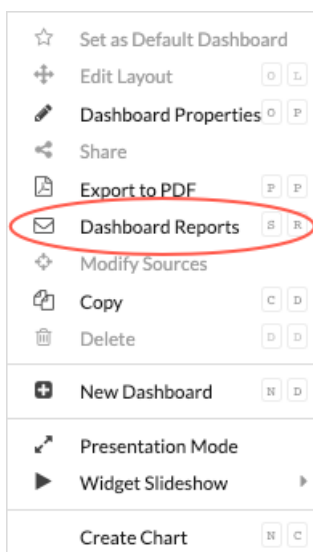 Set as Default Dashboard
Edit Layout O L
Dashboard Properties O P
Share
Export to PDF P P
Dashboard Reports S R
Modify Sources
Copy C D
Delete D D
New Dashboard N D
Presentation Mode
Widget Slideshow
Create Chart N C